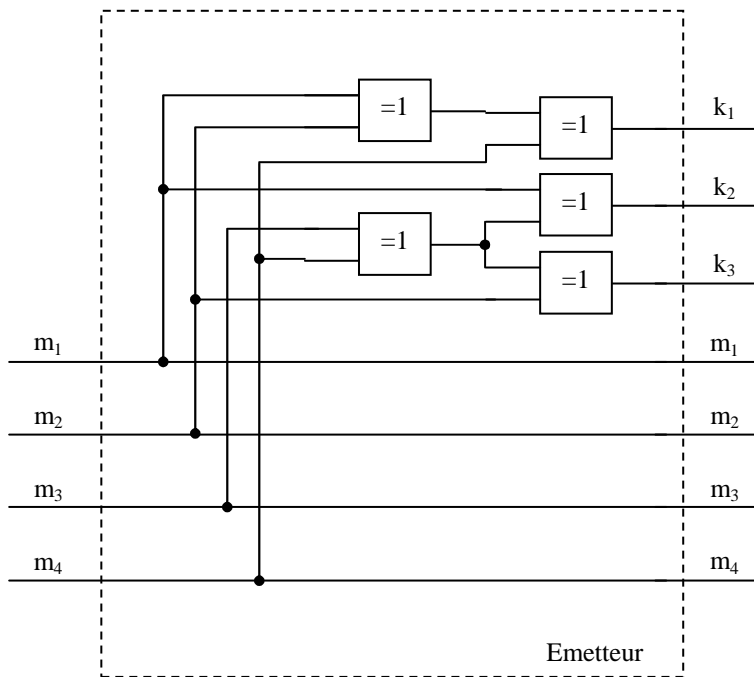 =1
=1
k₁
=1
k₂
=1
=1
k₃
m₁
m₁
m₂
m₂
m₃
m₃
m₄
m₄
Emetteur